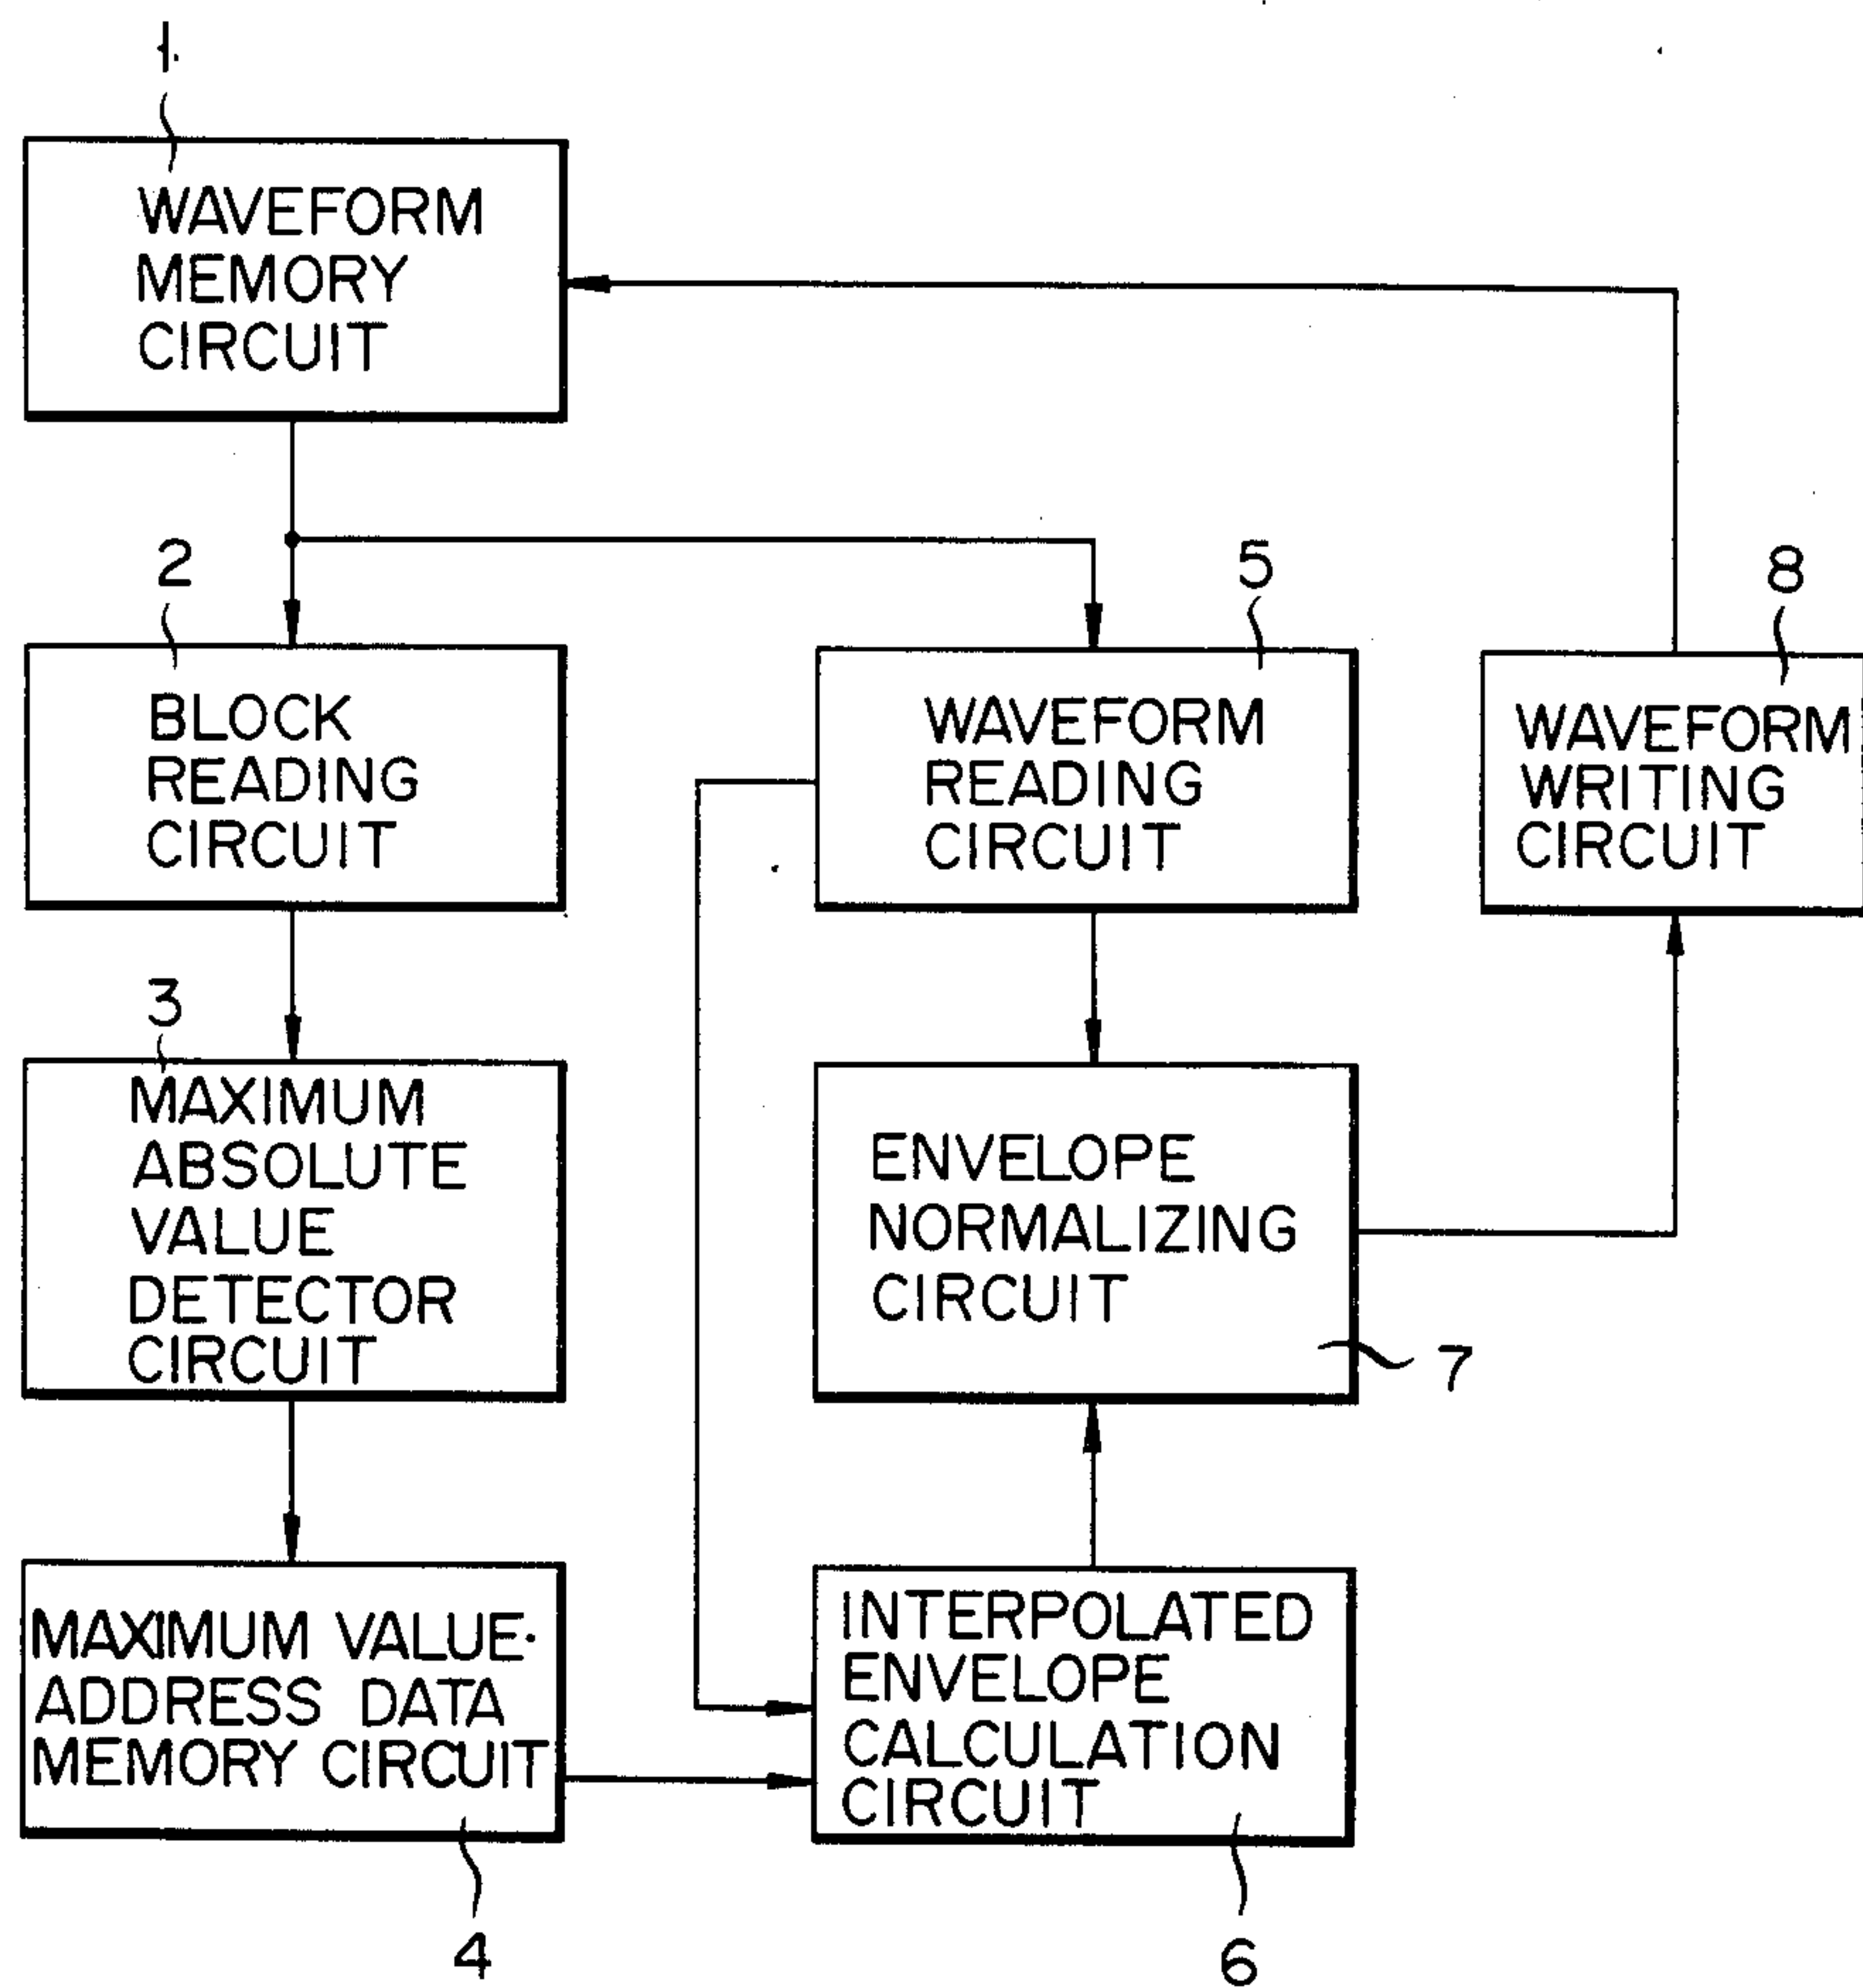 1
WAVEFORM
MEMORY
CIRCUIT
2
BLOCK
READING
CIRCUIT
5
WAVEFORM
READING
CIRCUIT
8
WAVEFORM
WRITING
CIRCUIT
3
MAXIMUM
ABSOLUTE
VALUE
DETECTOR
CIRCUIT
ENVELOPE
NORMALIZING
CIRCUIT
7
MAXIMUM VALUE·
ADDRESS DATA
MEMORY CIRCUIT
4
INTERPOLATED
ENVELOPE
CALCULATION
CIRCUIT
6